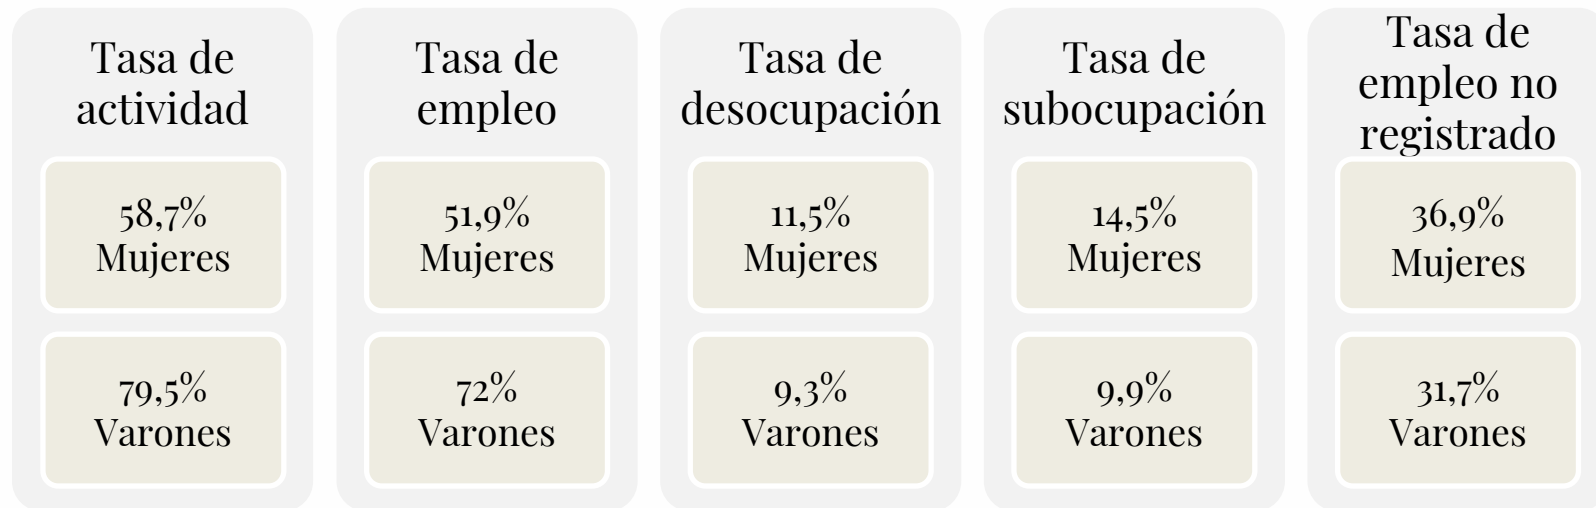 Tasa de
actividad
58,7%
Mujeres
79,5%
Varones
Tasa de
empleo
51,9%
Mujeres
72%
Varones
Tasa de
desocupación
11,5%
Mujeres
9,3%
Varones
Tasa de
subocupación
14,5%
Mujeres
9,9%
Varones
Tasa de
empleo no
registrado
36,9%
Mujeres
31,7%
Varones